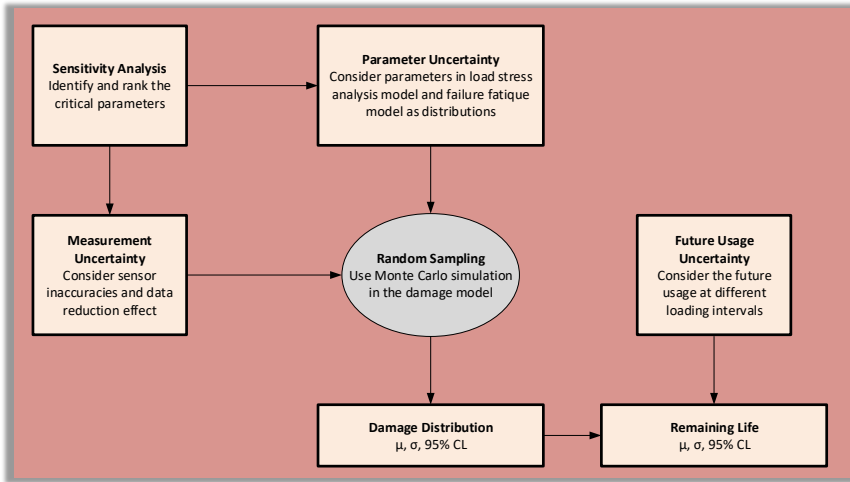 Sensitivity Analysis
Identify and rank the
critical parameters
Parameter Uncertainty
Consider parameters in load stress
analysis model and failure fatique
model as distributions
Measurement
Uncertainty
Consider sensor
inaccuracies and data
reduction effect
Random Sampling
Use Monte Carlo simulation
in the damage model
Future Usage
Uncertainty
Consider the future
usage at different
loading intervals
Damage Distribution
μ, σ, 95% CL
Remaining Life
μ, σ, 95% CL